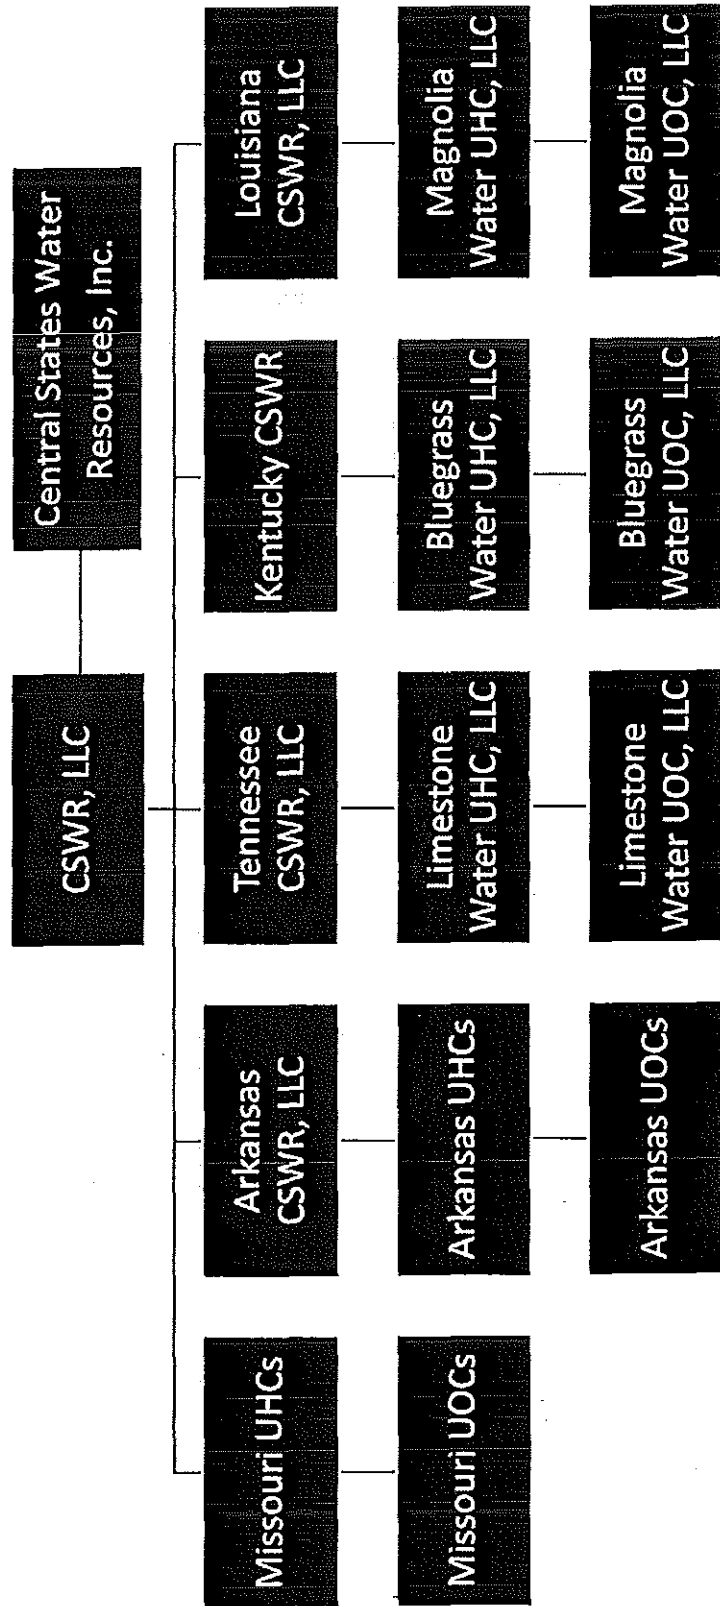 CSWR, LLC
Central States Water
Resources, Inc.
Missouri UHCs
Arkansas
CSWR, LLC
Tennessee
CSWR, LLC
Kentucky CSWR
Louisiana
CSWR, LLC
Missouri UOCs
Arkansas UHCs
Limestone
Water UHC, LLC
Bluegrass
Water UHC, LLC
Magnolia
Water UHC, LLC
Arkansas UOCs
Limestone
Water UOC, LLC
Bluegrass
Water UOC, LLC
Magnolia
Water UOC, LLC